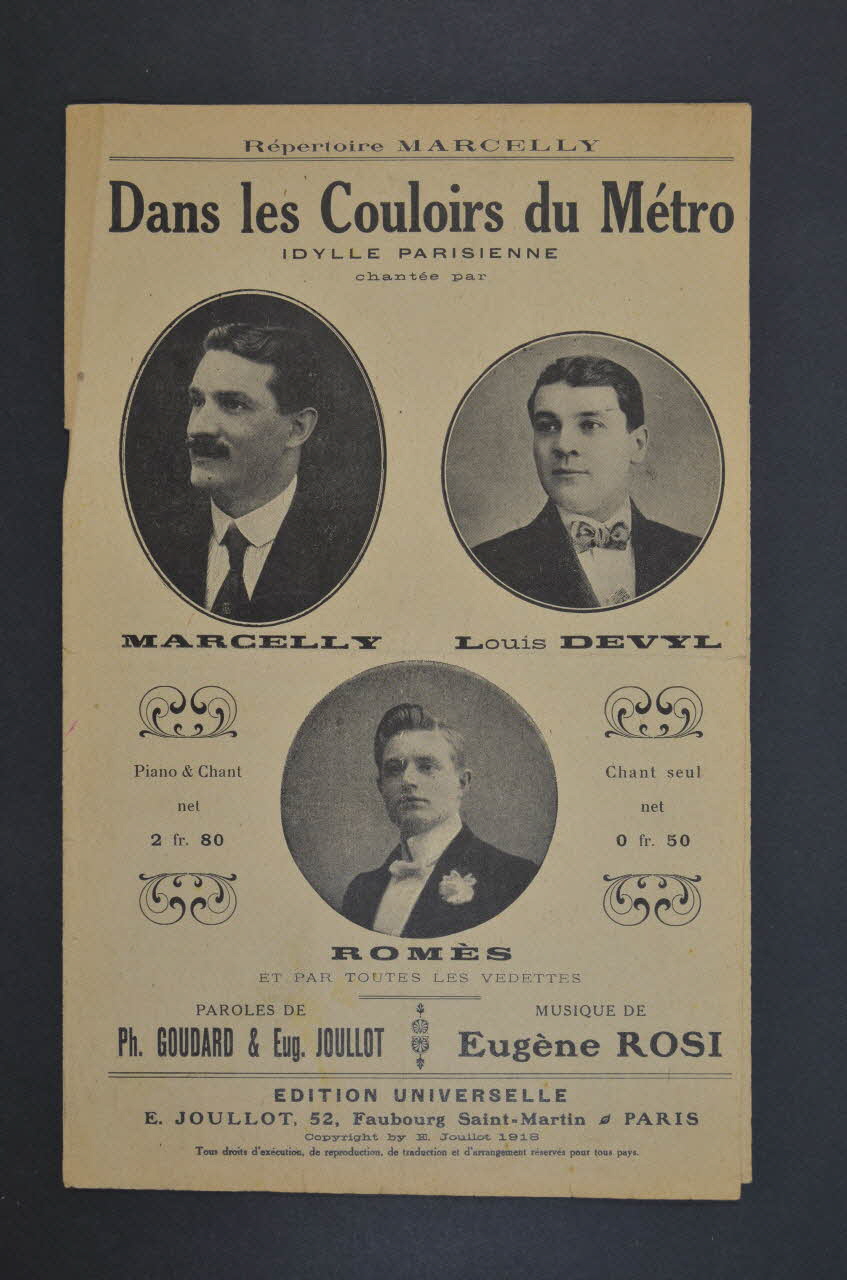 Répertoire MARCELLY
Dans les Couloirs du Métro
IDYLLE PARISIENNE
chantée par
MARCELLY
Louis DEVYL
Piano & Chant
net
2 fr. 80
Chant seul
net
0 fr. 50
ROMÈS
ET PAR TOUTES LES VEDETTES
PAROLES DE
Ph. GOUDARD & Eug. JOULLOT
MUSIQUE DE
Eugène ROSI
EDITION UNIVERSELLE
E. JOULLOT, 52, Faubourg Saint-Martin PARIS
Copyright by E. Joullot 1918
Tous droits d'exécution, de reproduction, de traduction et d'arrangement réservés pour tous pays.